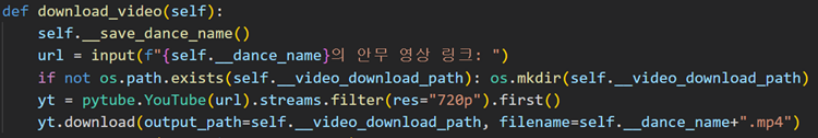 def download_video(self):
    self.__save_dance_name()
    url = input(f"{self.__dance_name}의 안무 영상 링크: ")
    if not os.path.exists(self.__video_download_path): os.mkdir(self.__video_download_path)
    yt = pytube.YouTube(url).streams.filter(res="720p").first()
    yt.download(output_path=self.__video_download_path, filename=self.__dance_name+".mp4")